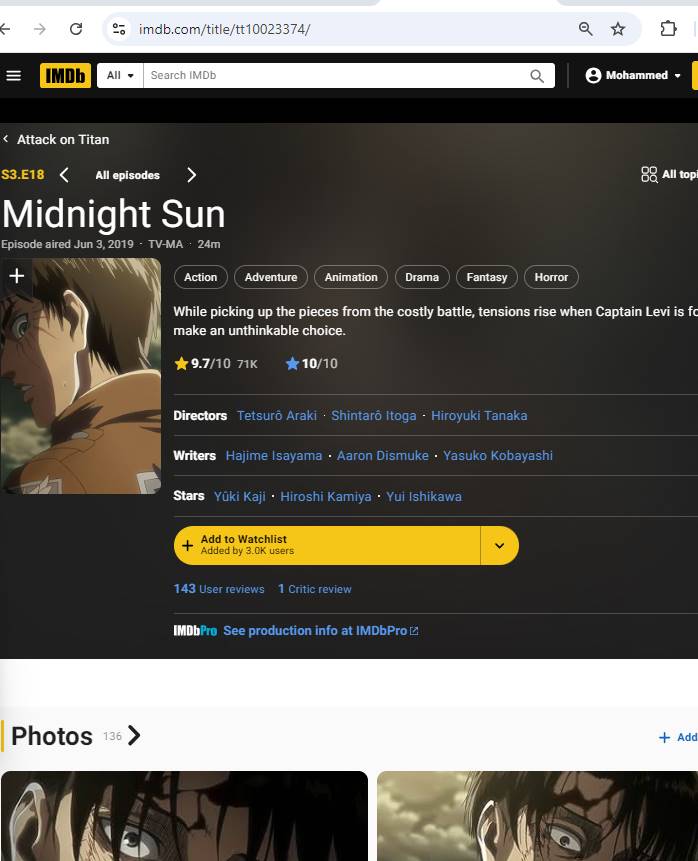 imdb.com/title/tt10023374/
IMDb All Search IMDb Mohammed
Attack on Titan
S3.E18 All episodes All topi
Midnight Sun
Episode aired Jun 3, 2019 · TV-MA · 24m
Action Adventure Animation Drama Fantasy Horror
While picking up the pieces from the costly battle, tensions rise when Captain Levi is fo
make an unthinkable choice.
9.7/10 71K 10/10
Directors Tetsurô Araki · Shintarô Itoga · Hiroyuki Tanaka
Writers Hajime Isayama · Aaron Dismuke · Yasuko Kobayashi
Stars Yûki Kaji · Hiroshi Kamiya · Yui Ishikawa
+ Add to Watchlist
Added by 3.0K users
143 User reviews 1 Critic review
IMDbPro See production info at IMDbPro
Photos 136 + Add